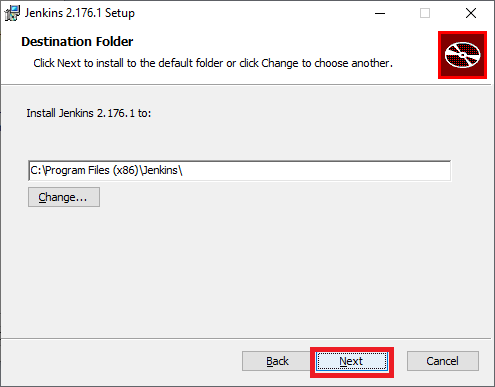 Jenkins 2.176.1 Setup
Destination Folder
Click Next to install to the default folder or click Change to choose another.
Install Jenkins 2.176.1 to:
C:\Program Files (x86)\Jenkins\
Change...
Back Next Cancel